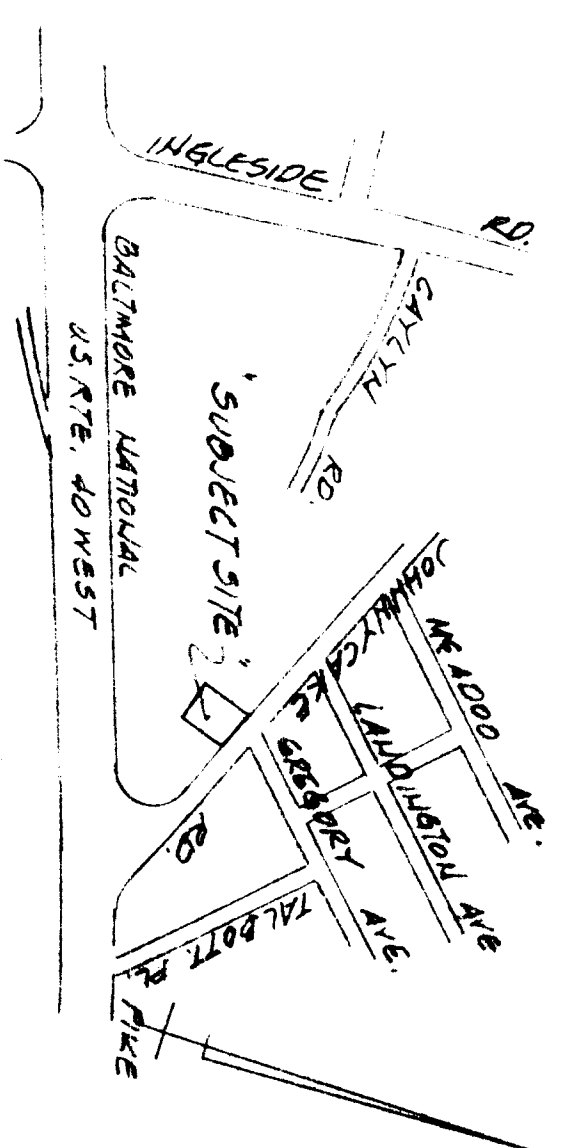 INGLESIDE RD.
CAYLYN RD.
BALTIMORE NATIONAL PIKE
U.S. RTE. 40 WEST
"SUBJECT SITE"
JOHNNYCAKE RD.
McADOO AVE.
LANDINGTON AVE
GREGORY AVE.
TALBOTT. PL.